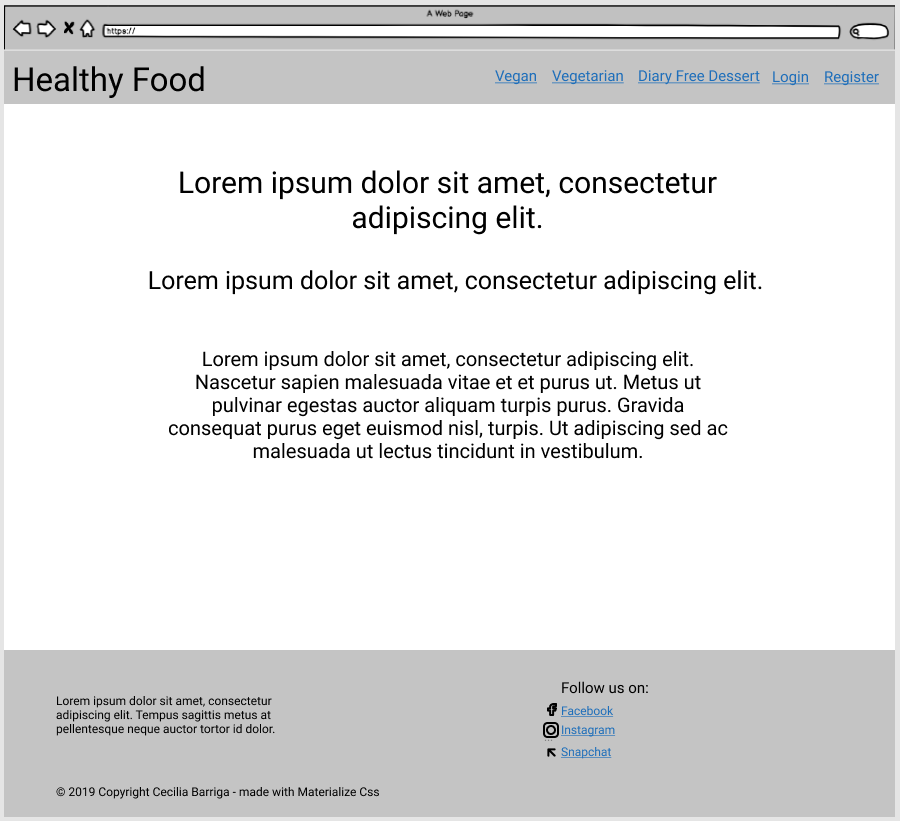 A Web Page
https://
Healthy Food
Vegan Vegetarian Diary Free Dessert Login Register
Lorem ipsum dolor sit amet, consectetur
adipiscing elit.
Lorem ipsum dolor sit amet, consectetur adipiscing elit.
Lorem ipsum dolor sit amet, consectetur adipiscing elit.
Nascetur sapien malesuada vitae et et purus ut. Metus ut
pulvinar egestas auctor aliquam turpis purus. Gravida
consequat purus eget euismod nisl, turpis. Ut adipiscing sed ac
malesuada ut lectus tincidunt in vestibulum.
Lorem ipsum dolor sit amet, consectetur
adipiscing elit. Tempus sagittis metus at
pellentesque neque auctor tortor id dolor.
Follow us on:
Facebook
Instagram
Snapchat
© 2019 Copyright Cecilia Barriga - made with Materialize Css